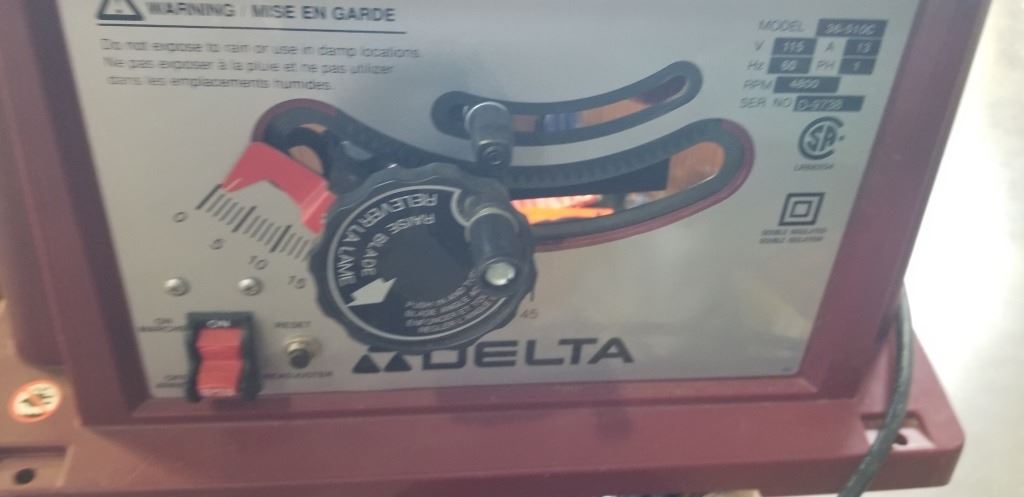 WARNING / MISE EN GARDE
Do not expose to rain or use in damp locations.
Ne pas exposer à la pluie et ne pas utiliser
dans les emplacements humides.
MODEL 36-510C
V 115 A 13
Hz 60 PH 1
RPM 4800
SER NO D-9738
0
5
10
15
45
RAISE BLADE
RELEVER LA LAME
ON
RESET
DELTA